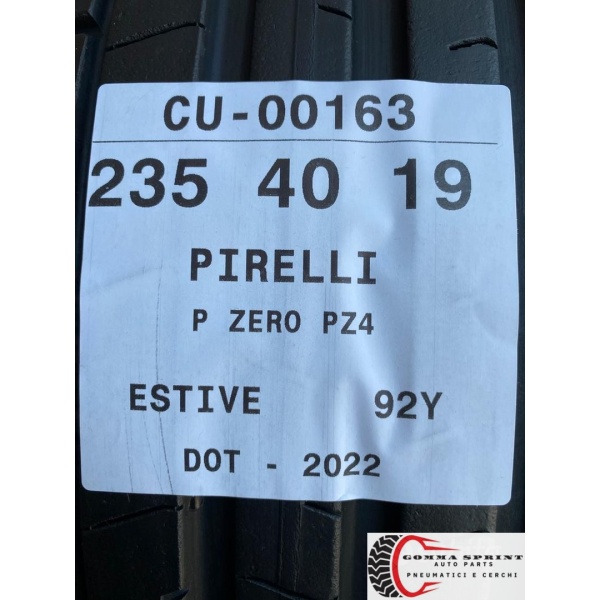 CU-00163
235 40 19
PIRELLI
P ZERO PZ4
ESTIVE 92Y
DOT - 2022
GOMMA SPRINT
AUTO PARTS
PNEUMATICI E CERCHI